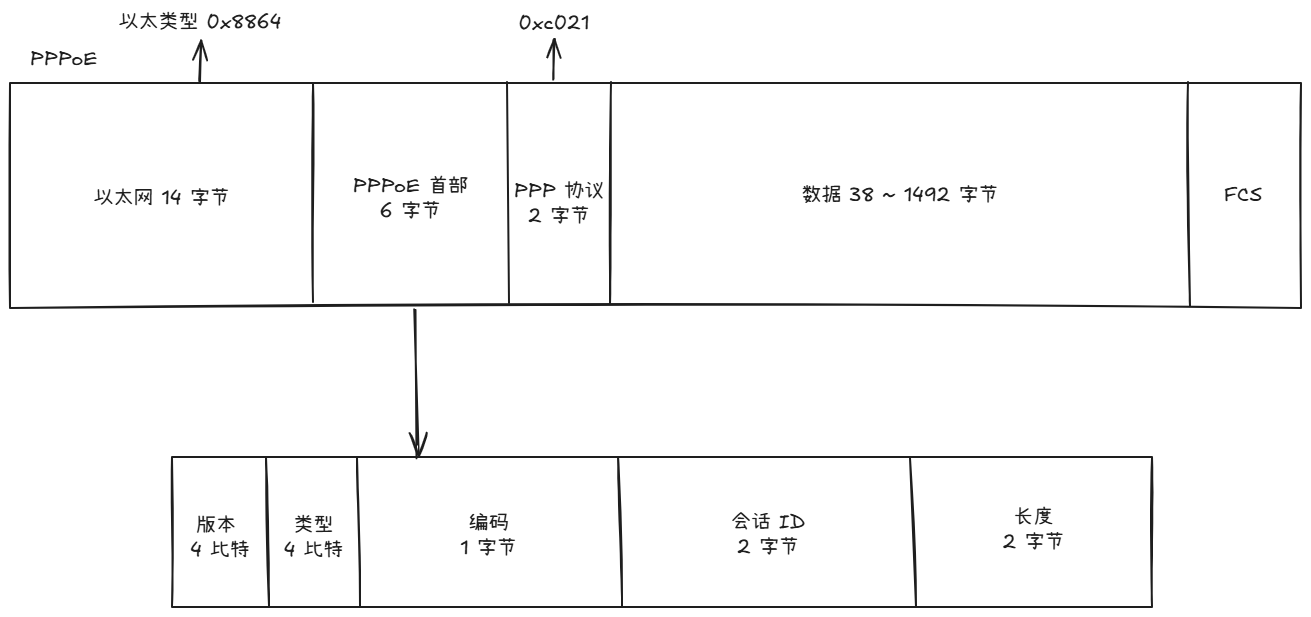 以太类型 0x8864
0xc021
PPPoE
以太网 14 字节
PPPoE 首部
6 字节
PPP 协议
2 字节
数据 38 ~ 1492 字节
FCS
版本
4 比特
类型
4 比特
编码
1 字节
会话 ID
2 字节
长度
2 字节